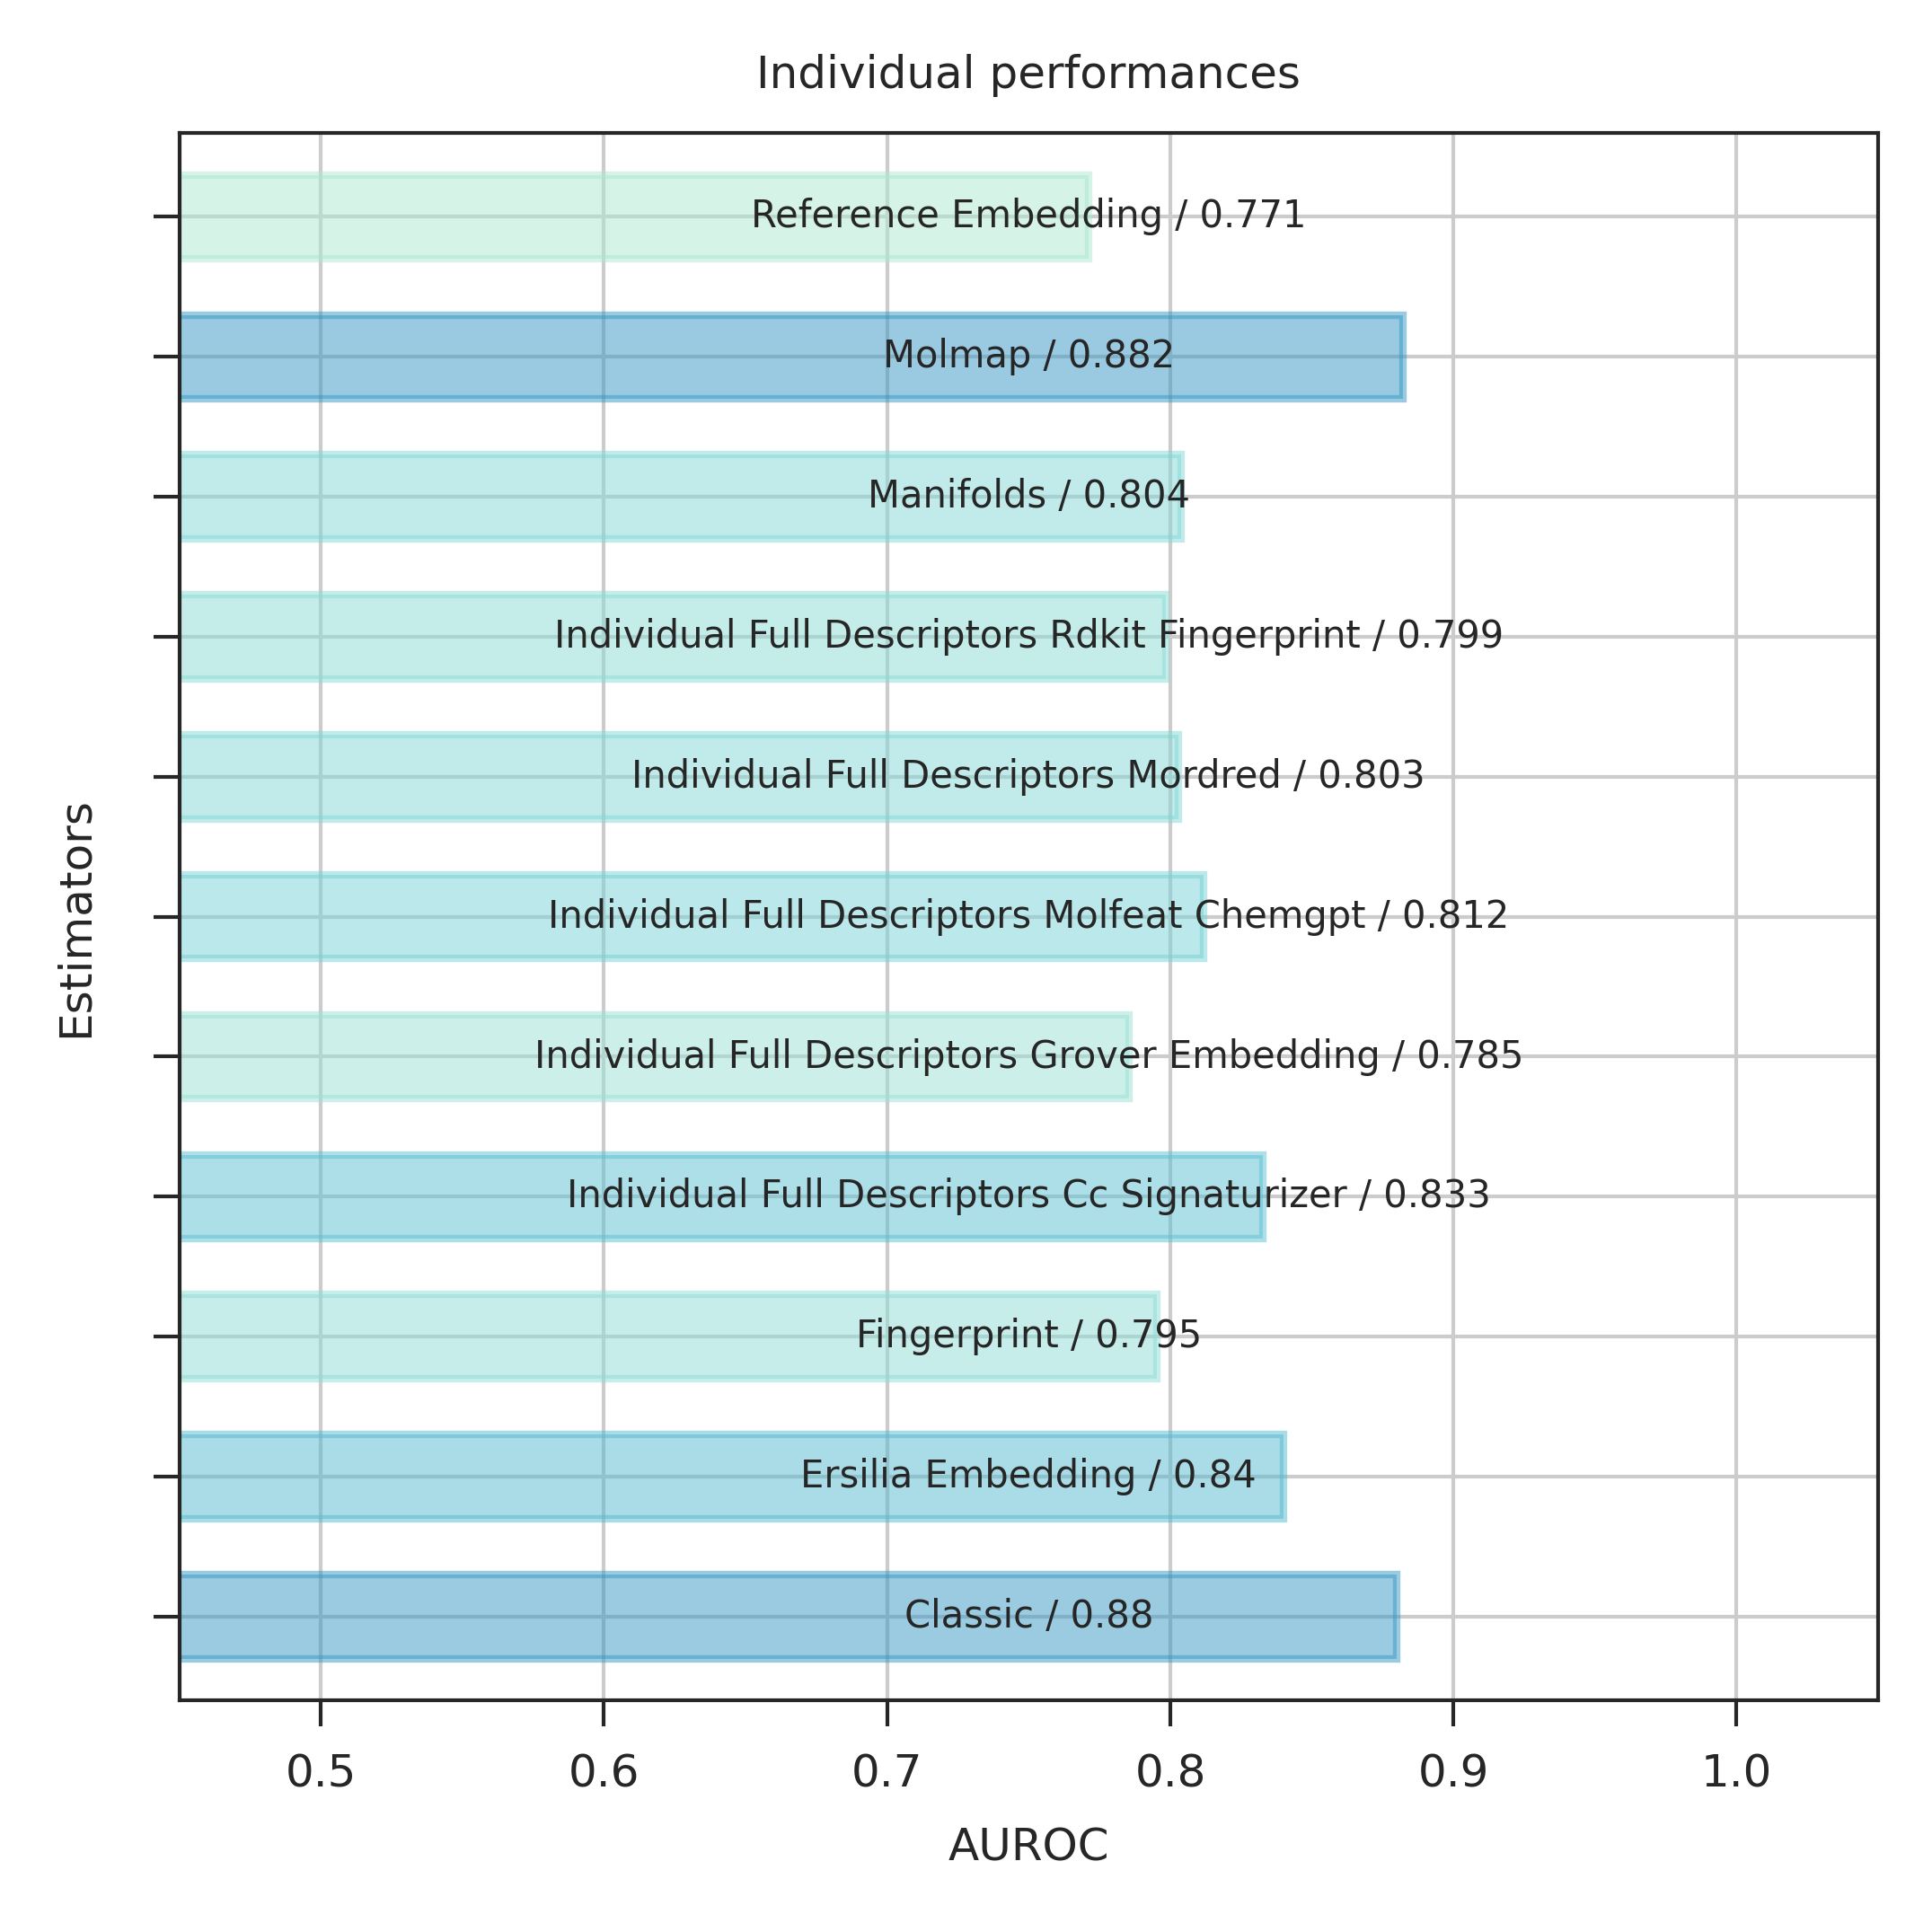 Individual performances
Reference Embedding / 0.771
Molmap / 0.882
Manifolds / 0.804
Individual Full Descriptors Rdkit Fingerprint / 0.799
Individual Full Descriptors Mordred / 0.803
Individual Full Descriptors Molfeat Chemgpt / 0.812
Individual Full Descriptors Grover Embedding / 0.785
Individual Full Descriptors Cc Signaturizer / 0.833
Fingerprint / 0.795
Ersilia Embedding / 0.84
Classic / 0.88
Estimators
0.5 0.6 0.7 0.8 0.9 1.0
AUROC